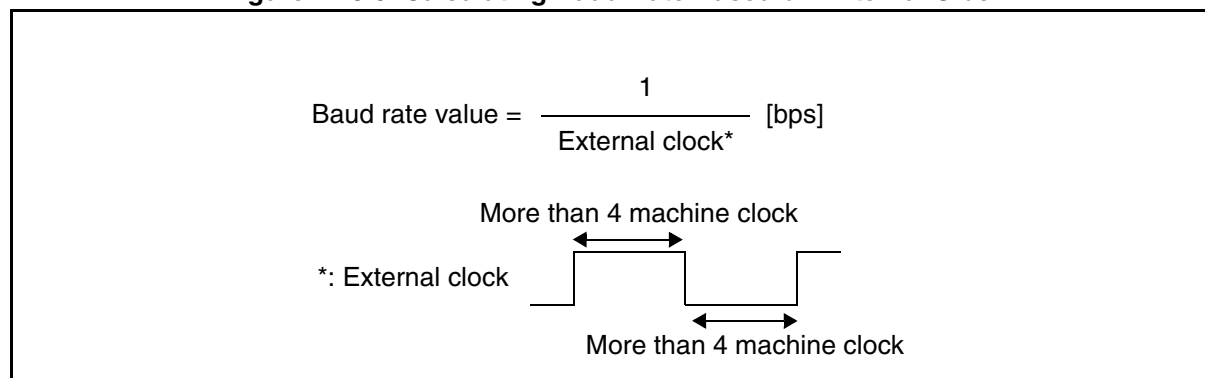 1
Baud rate value = [bps]
External clock*
More than 4 machine clock
*: External clock
More than 4 machine clock